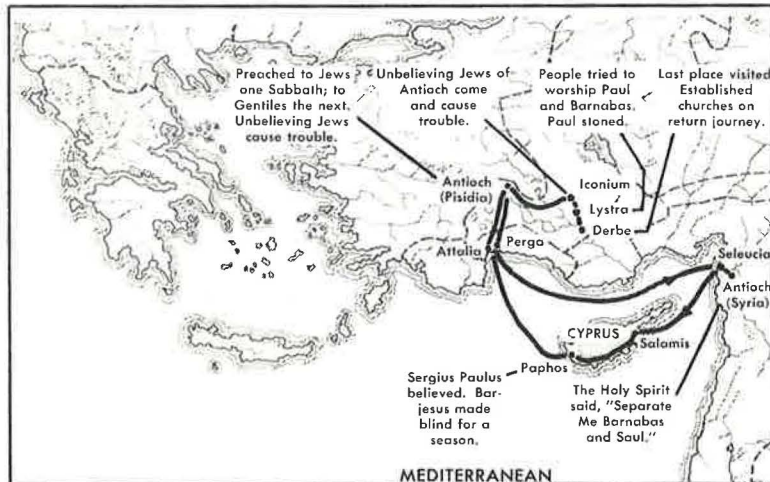 Preached to Jews
one Sabbath; to
Gentiles the next.
Unbelieving Jews
cause trouble.
Unbelieving Jews of
Antioch come
and cause
trouble.
People tried to
worship Paul
and Barnabas.
Paul stoned.
Last place visited.
Established
churches on
return journey.
Antioch
(Pisidia)
Iconium
Lystra
Derbe
Perga
Attalia
Seleucia
Antioch
(Syria)
CYPRUS
Salamis
Paphos
Sergius Paulus
believed. Bar-
jesus made
blind for a
season.
The Holy Spirit
said, "Separate
Me Barnabas
and Saul."
MEDITERRANEAN